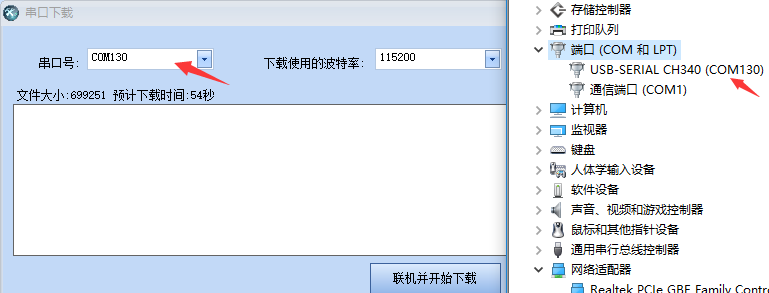 串口下载
串口号:
COM130
下载使用的波特率:
115200
文件大小:699251 预计下载时间:54秒
联机并开始下载
存储控制器
打印队列
端口 (COM 和 LPT)
USB-SERIAL CH340 (COM130)
通信端口 (COM1)
计算机
监视器
键盘
人体学输入设备
软件设备
声音、视频和游戏控制器
鼠标和其他指针设备
通用串行总线控制器
网络适配器
Realtek PCIe GBE Family Contro